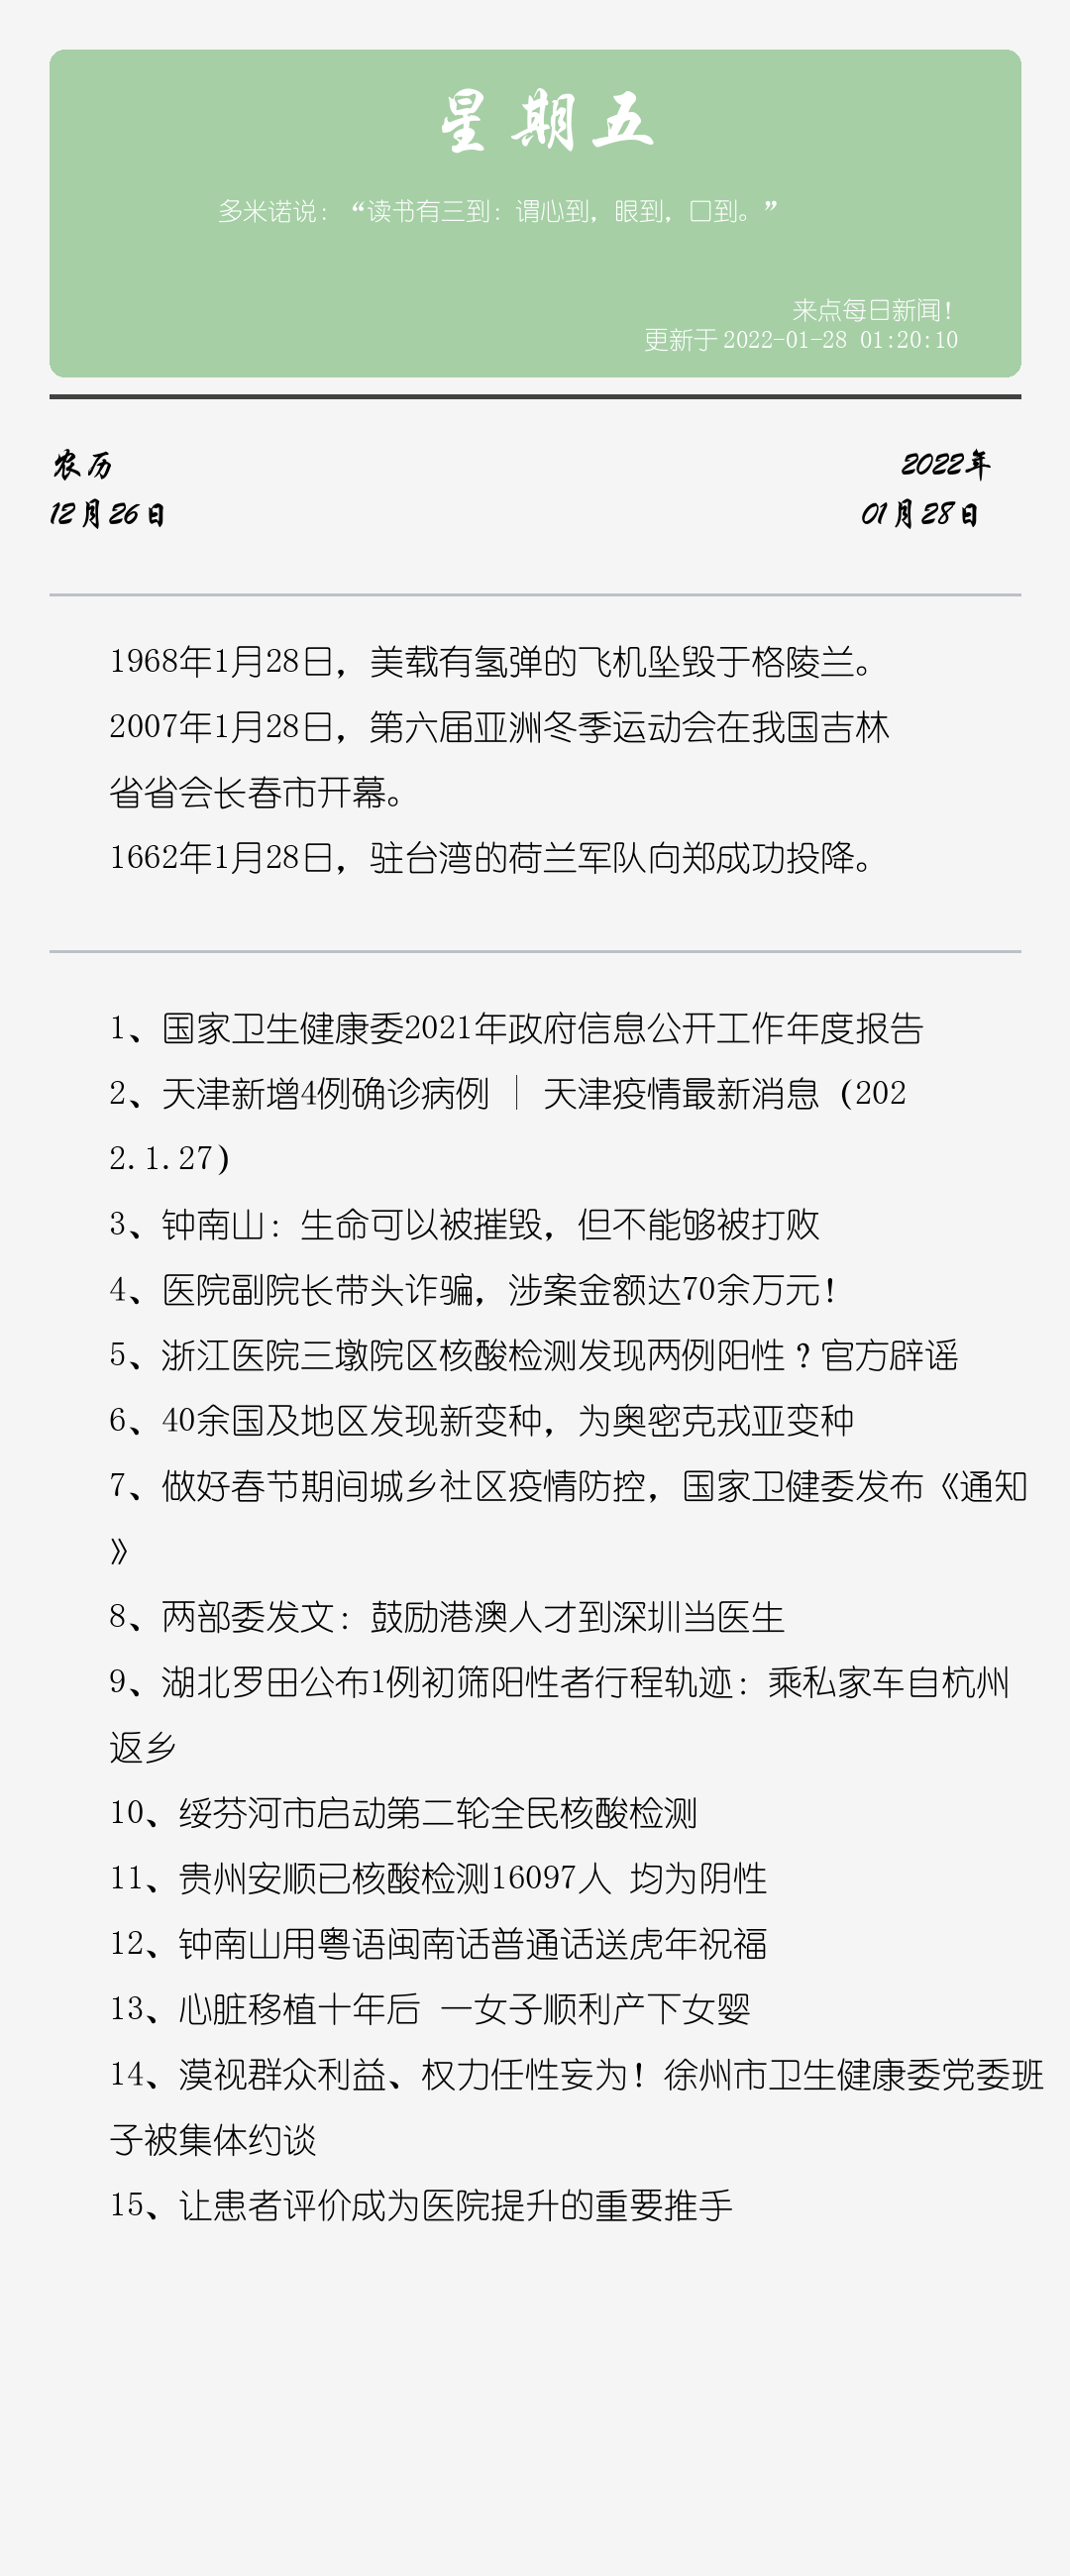 星期五
多米诺说：“读书有三到：谓心到，眼到，口到。”
来点每日新闻！
更新于2022-01-28 01:20:10
农历
2022年
12月26日
01月28日
1968年1月28日，美载有氢弹的飞机坠毁于格陵兰。
2007年1月28日，第六届亚洲冬季运动会在我国吉林
省省会长春市开幕。
1662年1月28日，驻台湾的荷兰军队向郑成功投降。
1、国家卫生健康委2021年政府信息公开工作年度报告
2、天津新增4例确诊病例 │ 天津疫情最新消息（202
2.1.27）
3、钟南山：生命可以被摧毁，但不能够被打败
4、医院副院长带头诈骗，涉案金额达70余万元！
5、浙江医院三墩院区核酸检测发现两例阳性？官方辟谣
6、40余国及地区发现新变种，为奥密克戎亚变种
7、做好春节期间城乡社区疫情防控，国家卫健委发布《通知
》
8、两部委发文：鼓励港澳人才到深圳当医生
9、湖北罗田公布1例初筛阳性者行程轨迹：乘私家车自杭州
返乡
10、绥芬河市启动第二轮全民核酸检测
11、贵州安顺已核酸检测16097人 均为阴性
12、钟南山用粤语闽南话普通话送虎年祝福
13、心脏移植十年后 一女子顺利产下女婴
14、漠视群众利益、权力任性妄为！徐州市卫生健康委党委班
子被集体约谈
15、让患者评价成为医院提升的重要推手